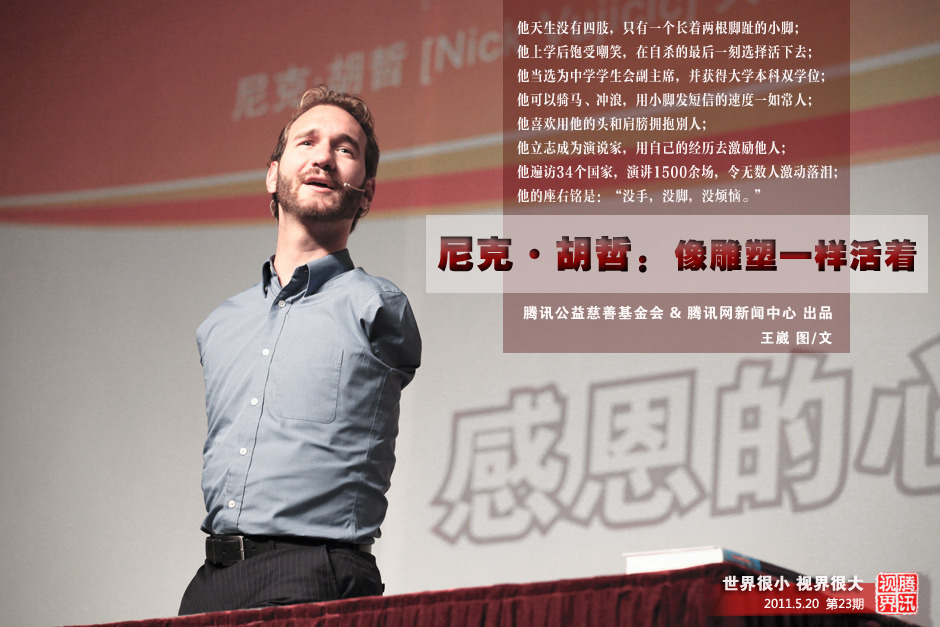 尼克·胡哲 [Nick Vujicic]
他天生没有四肢，只有一个长着两根脚趾的小脚；
他上学后饱受嘲笑，在自杀的最后一刻选择活下去；
他当选为中学学生会副主席，并获得大学本科双学位；
他可以骑马、冲浪，用小脚发短信的速度一如常人；
他喜欢用他的头和肩膀拥抱别人；
他立志成为演说家，用自己的经历去激励他人；
他遍访34个国家，演讲1500余场，令无数人激动落泪；
他的座右铭是：“没手，没脚，没烦恼。”
尼克·胡哲：像雕塑一样活着
腾讯公益慈善基金会 & 腾讯网新闻中心 出品
王崴 图/文
感恩的心
世界很小 视界很大
2011.5.20 第23期
腾讯视界